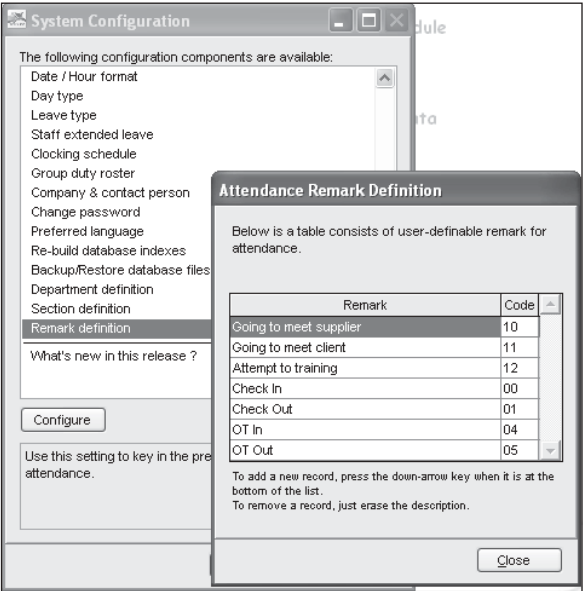 System Configuration
dule
The following configuration components are available:
Date / Hour format
Day type
Leave type
ta
Staff extended leave
Clocking schedule
Group duty roster
Company & contact person
Change password
Preferred language
Re-build database indexes
Backup/Restore database files
Department definition
Section definition
Remark definition
What's new in this release ?
Configure
Use this setting to key in the pre
attendance.
Attendance Remark Definition
Below is a table consists of user-definable remark for
attendance.
Remark Code
Going to meet supplier 10
Going to meet client 11
Attempt to training 12
Check In 00
Check Out 01
OT In 04
OT Out 05
To add a new record, press the down-arrow key when it is at the
bottom of the list.
To remove a record, just erase the description.
Close